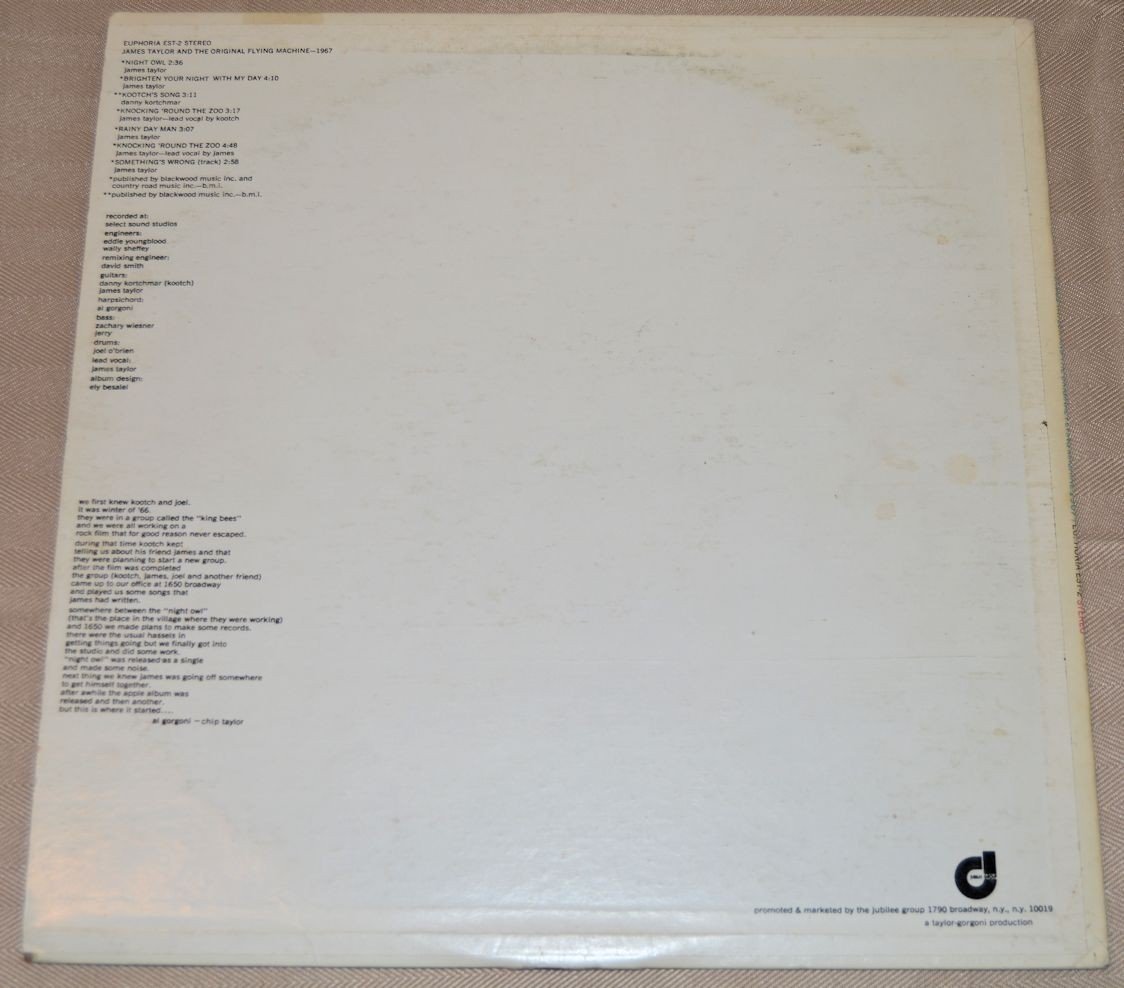 EUPHORIA EST-2 STEREO
JAMES TAYLOR AND THE ORIGINAL FLYING MACHINE—1967
*NIGHT OWL 2:36
james taylor
*BRIGHTEN YOUR NIGHT WITH MY DAY 4:10
james taylor
**KOOTCH'S SONG 3:11
danny kortchmar
*KNOCKING 'ROUND THE ZOO 3:17
james taylor—lead vocal by kootch
*RAINY DAY MAN 3:07
james taylor
*KNOCKING 'ROUND THE ZOO 4:48
james taylor—lead vocal by james
*SOMETHING'S WRONG (track) 2:58
james taylor
*published by blackwood music inc. and
country road music inc.—b.m.i.
**published by blackwood music inc.—b.m.i.
recorded at:
select sound studios
engineers:
eddie youngblood
wally sheffey
remixing engineer:
david smith
guitars:
danny kortchmar (kootch)
james taylor
harpsichord:
al gorgoni
bass:
zachary wiesner
jerry
drums:
joel o'brien
lead vocal:
james taylor
album design:
ely besalel
we first knew kootch and joel.
it was winter of '66.
they were in a group called the "king bees"
and we were all working on a
rock film that for good reason never escaped.
during that time kootch kept
telling us about his friend james and that
they were planning to start a new group.
after the film was completed
the group (kootch, james, joel and another friend)
came up to our office at 1650 broadway
and played us some songs that
james had written.
somewhere between the "night owl"
(that's the place in the village where they were working)
and 1650 we made plans to make some records.
there were the usual hassels in
getting things going but we finally got into
the studio and did some work.
"night owl" was released as a single
and made some noise.
next thing we knew james was going off somewhere
to get himself together.
after awhile the apple album was
released and then another.
but this is where it started....
al gorgoni – chip taylor
promoted & marketed by the jubilee group 1790 broadway, n.y., n.y. 10019
a taylor-gorgoni production